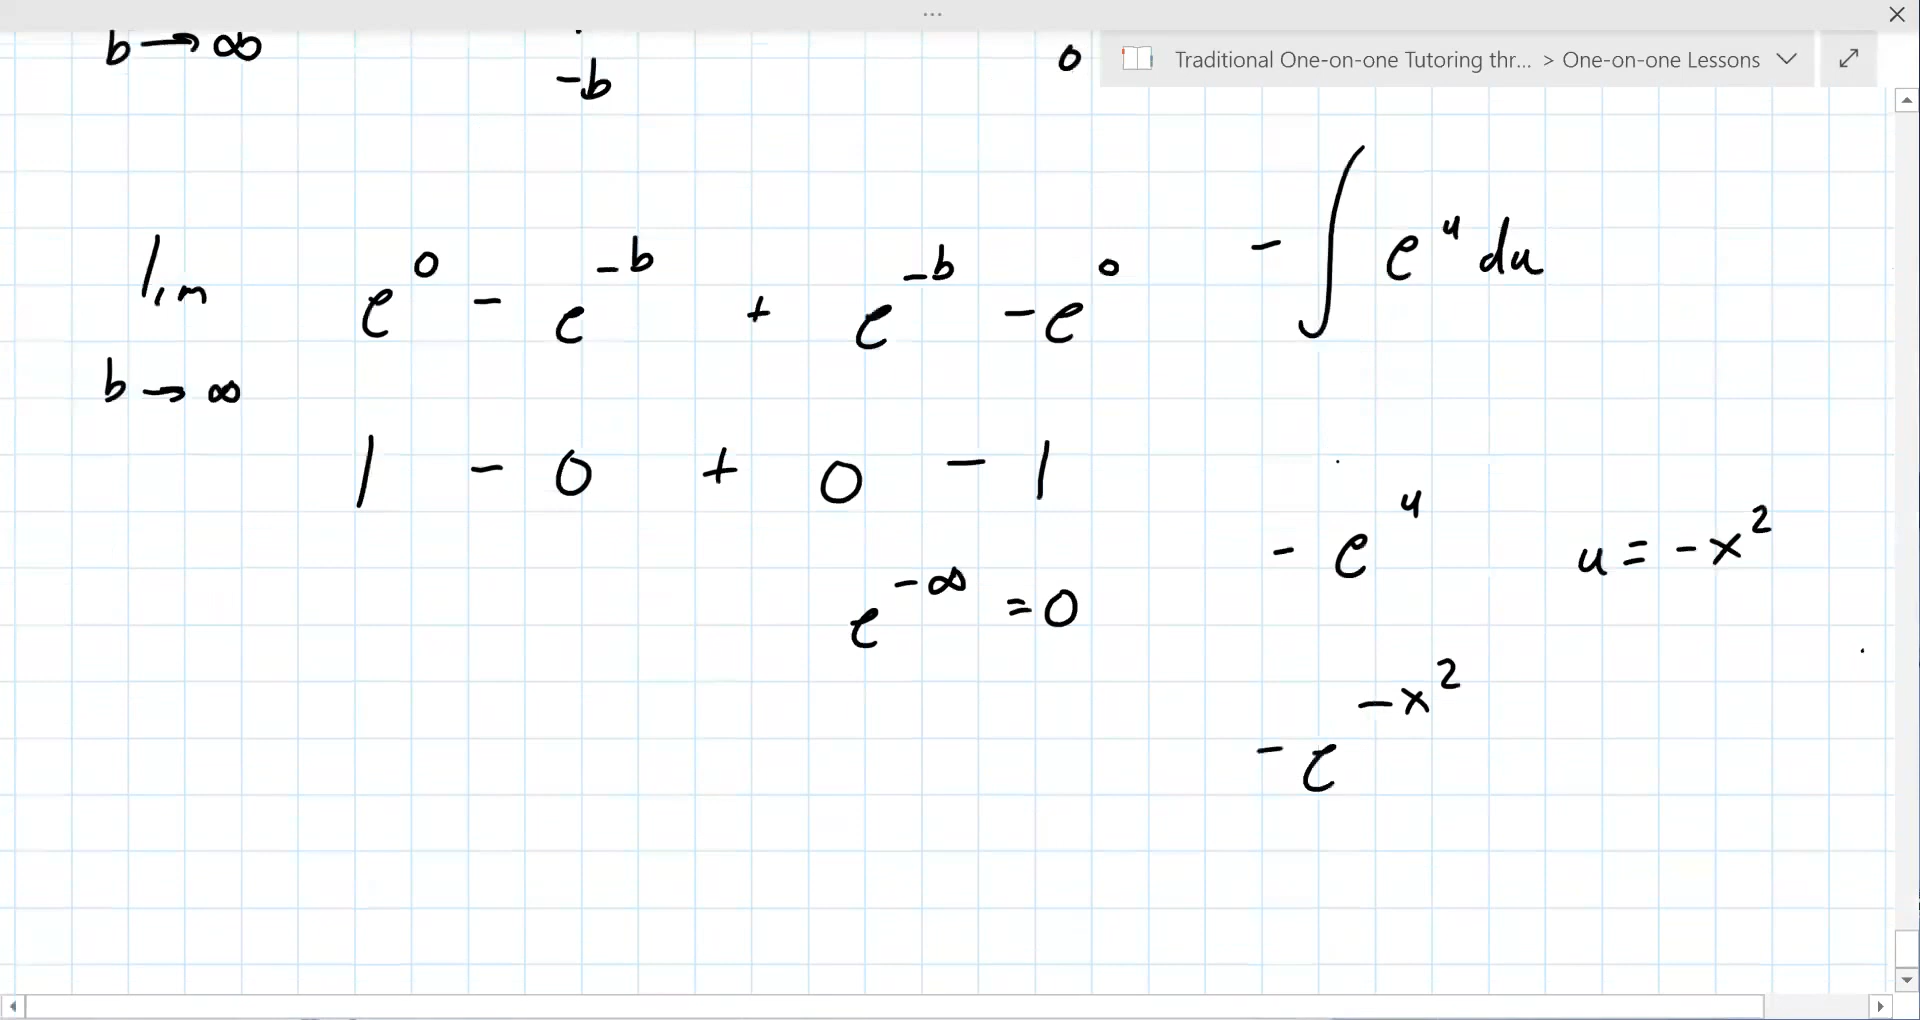 ...
b → ∞ -b 0
Traditional One-on-one Tutoring thr... > One-on-one Lessons
lim e^0 - e^-b + e^-b - e^0
b → ∞
- ∫ e^u du
1 - 0 + 0 - 1
- e^u u = -x^2
e^-∞ = 0
- e^-x^2